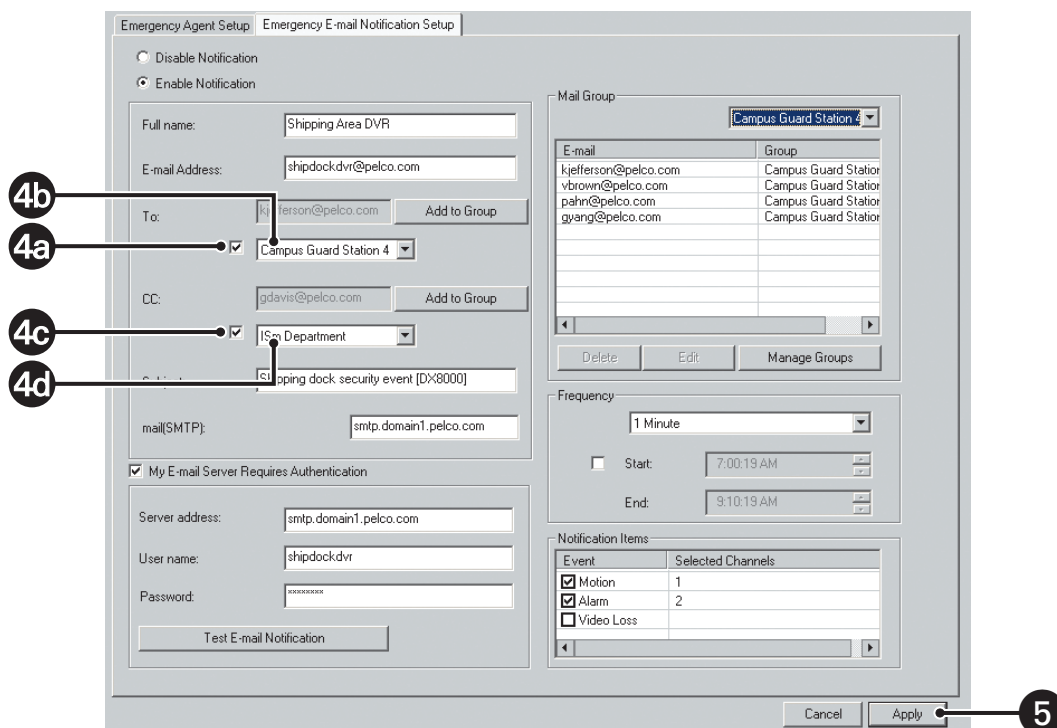 Emergency Agent Setup Emergency E-mail Notification Setup
Disable Notification
Enable Notification
Full name: Shipping Area DVR
E-mail Address: shipdockdvr@pelco.com
4b
To: Add to Group
4a
Campus Guard Station 4
CC: gdavis@pelco.com Add to Group
4c
ISm Department
4d
Shipping dock security event [DX8000]
mail(SMTP): smtp.domain1.pelco.com
My E-mail Server Requires Authentication
Server address: smtp.domain1.pelco.com
User name: shipdockdvr
Password: xxxxxxxx
Test E-mail Notification
Mail Group
Campus Guard Station 4
E-mail Group
kjefferson@pelco.com Campus Guard Station
vbrown@pelco.com Campus Guard Station
pahn@pelco.com Campus Guard Station
gyang@pelco.com Campus Guard Station
Delete Edit Manage Groups
Frequency
1 Minute
Start: 7:00:19 AM
End: 9:10:19 AM
Notification Items
Event Selected Channels
Motion 1
Alarm 2
Video Loss
Cancel Apply
5